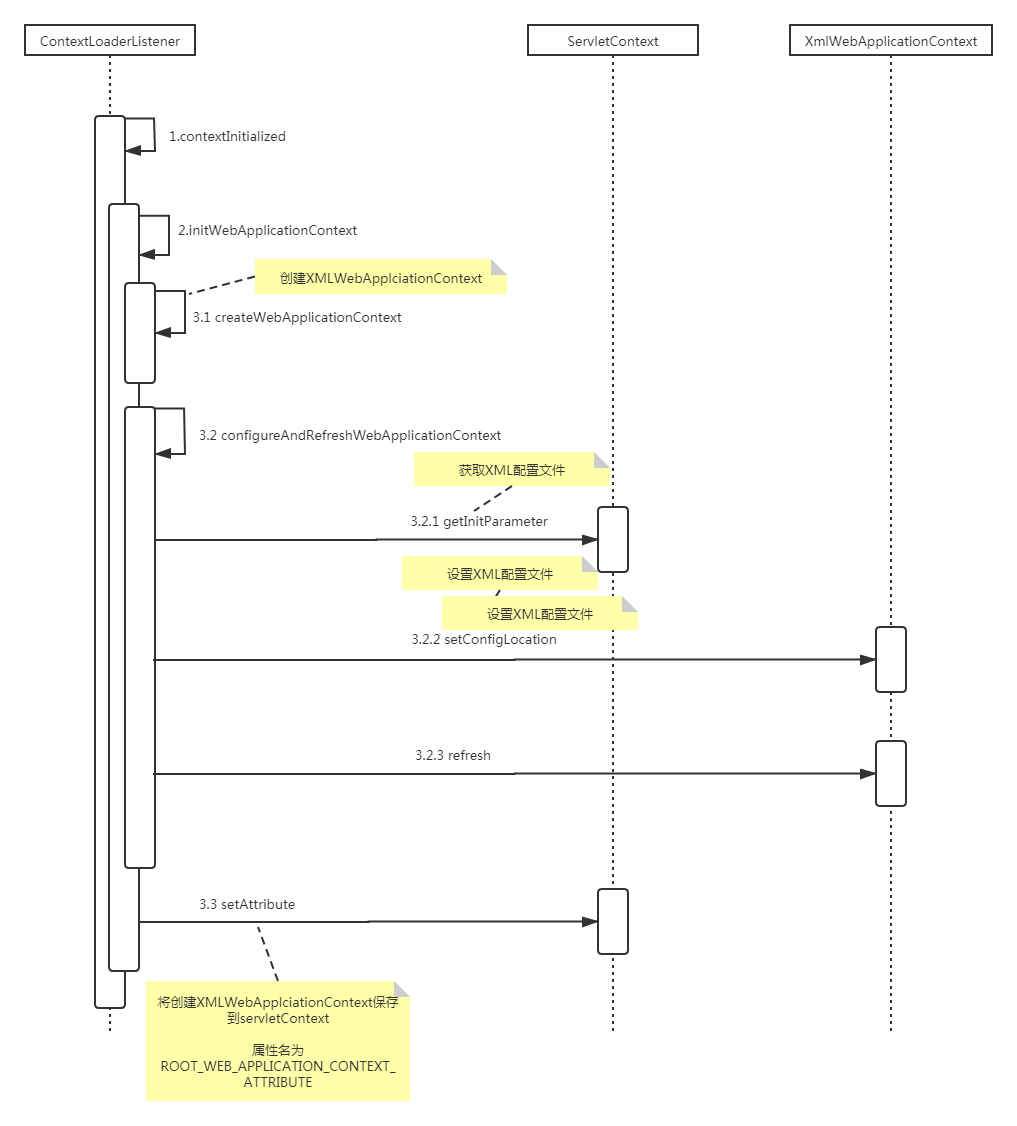 ContextLoaderListener
ServletContext
XmlWebApplicationContext
1.contextInitialized
2.initWebApplicationContext
创建XMLWebApplciationContext
3.1 createWebApplicationContext
3.2 configureAndRefreshWebApplicationContext
获取XML配置文件
3.2.1 getInitParameter
设置XML配置文件
设置XML配置文件
3.2.2 setConfigLocation
3.2.3 refresh
3.3 setAttribute
将创建XMLWebApplciationContext保存
到servletContext
属性名为
ROOT_WEB_APPLICATION_CONTEXT_
ATTRIBUTE